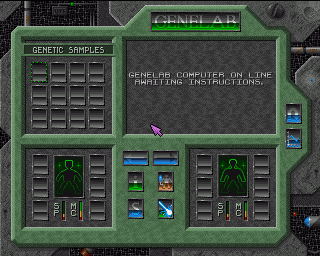 GENELAB
GENETIC SAMPLES
GENELAB COMPUTER ON LINE
AWAITING INSTRUCTIONS.
S M
P C
S M
P G